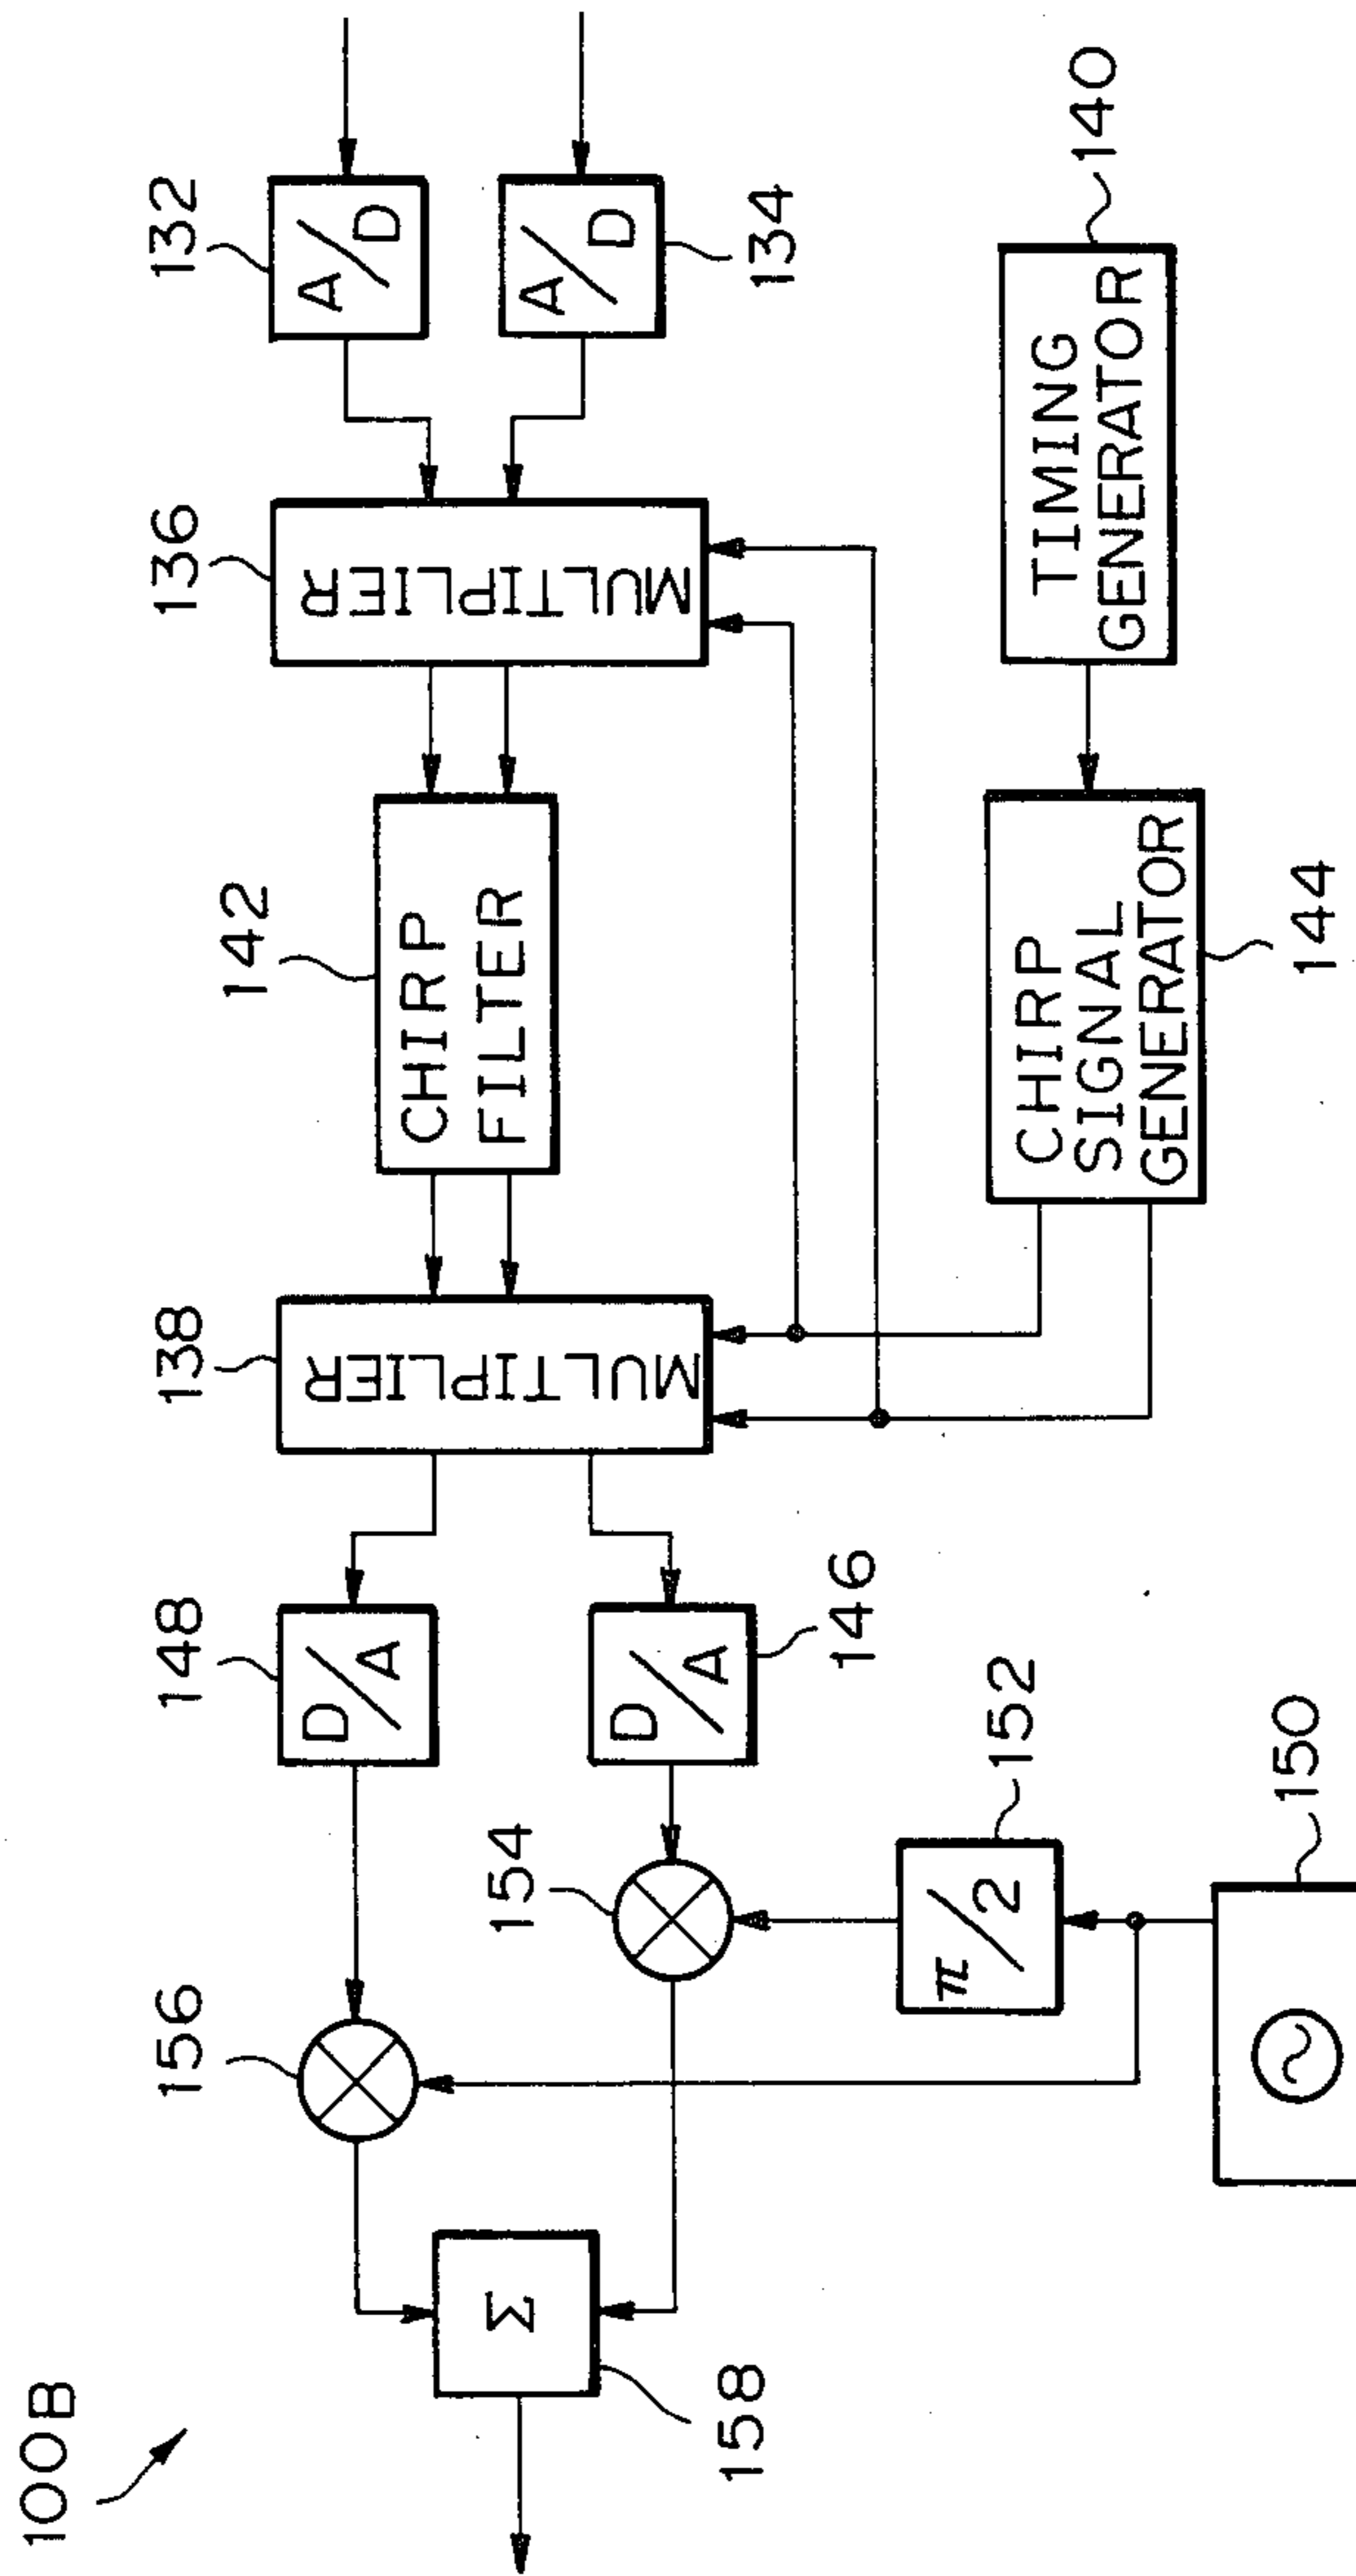 100B
132
A/D
A/D
134
136
MULTIPLIER
142
CHIRP
FILTER
138
MULTIPLIER
140
TIMING
GENERATOR
CHIRP
SIGNAL
GENERATOR
144
148
D/A
D/A
146
156
154
π/2
152
150
Σ
158